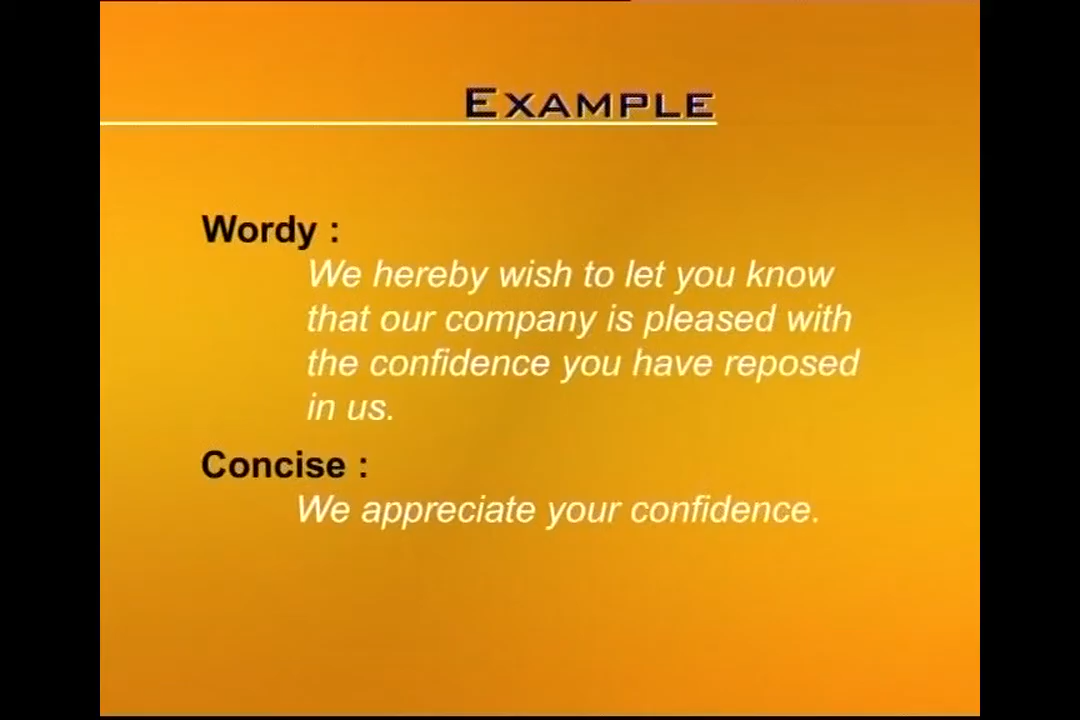 EXAMPLE
Wordy :
We hereby wish to let you know
that our company is pleased with
the confidence you have reposed
in us.
Concise :
We appreciate your confidence.